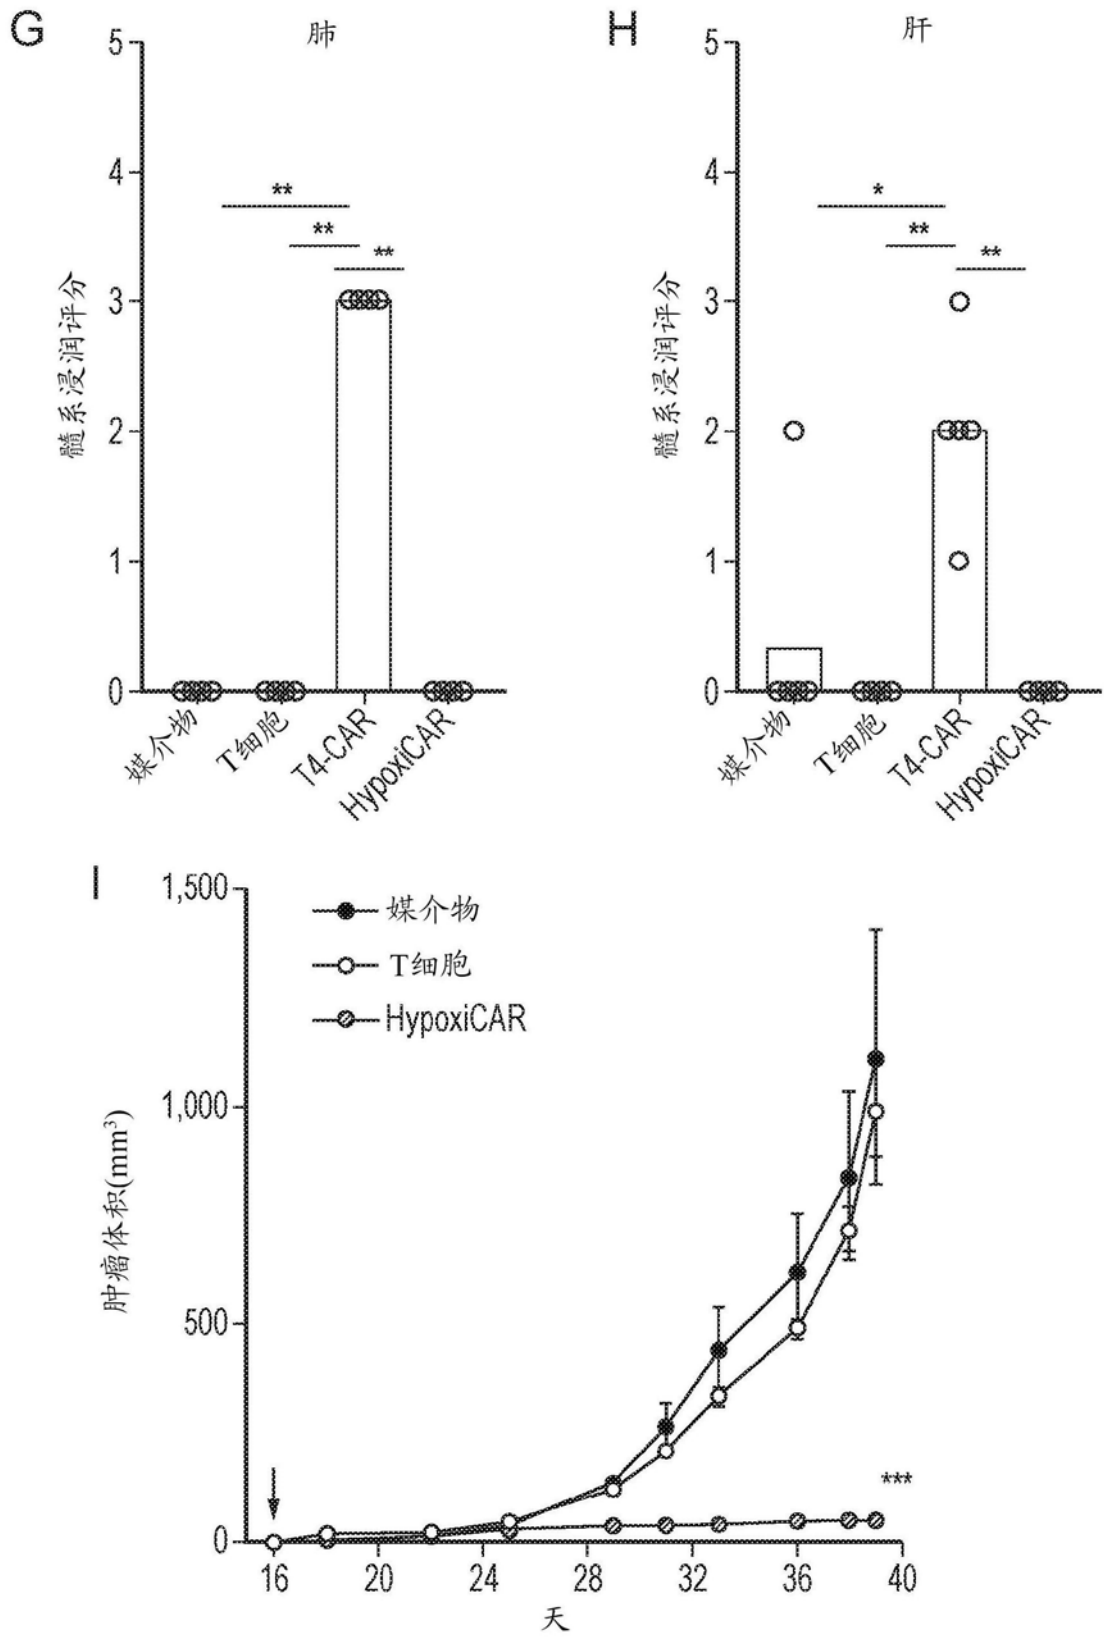 G
肺
5
4
3
2
1
0
髓系浸润评分
**
**
**
媒介物
T细胞
T4-CAR
HypoxiCAR
H
肝
5
4
3
2
1
0
髓系浸润评分
*
**
**
媒介物
T细胞
T4-CAR
HypoxiCAR
I
1,500
1,000
500
0
肿瘤体积(mm³)
媒介物
T细胞
HypoxiCAR
***
16 20 24 28 32 36 40
天